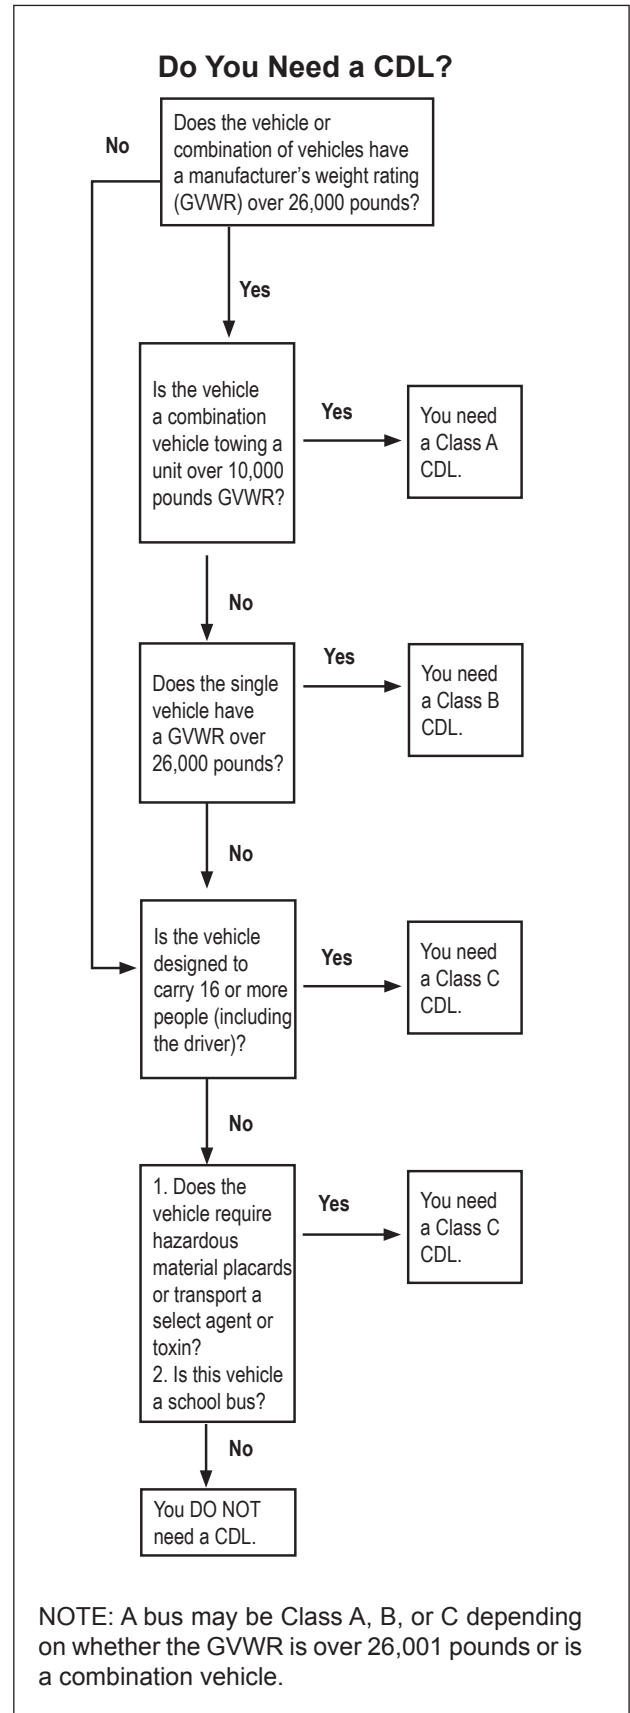 Do You Need a CDL?
No
Does the vehicle or
combination of vehicles have
a manufacturer's weight rating
(GVWR) over 26,000 pounds?
Yes
Is the vehicle
a combination
vehicle towing a
unit over 10,000
pounds GVWR?
Yes
You need
a Class A
CDL.
No
Does the single
vehicle have
a GVWR over
26,000 pounds?
Yes
You need
a Class B
CDL.
No
Is the vehicle
designed to
carry 16 or more
people (including
the driver)?
Yes
You need
a Class C
CDL.
No
1. Does the
vehicle require
hazardous
material placards
or transport a
select agent or
toxin?
2. Is this vehicle
a school bus?
Yes
You need
a Class C
CDL.
No
You DO NOT
need a CDL.
NOTE: A bus may be Class A, B, or C depending
on whether the GVWR is over 26,001 pounds or is
a combination vehicle.